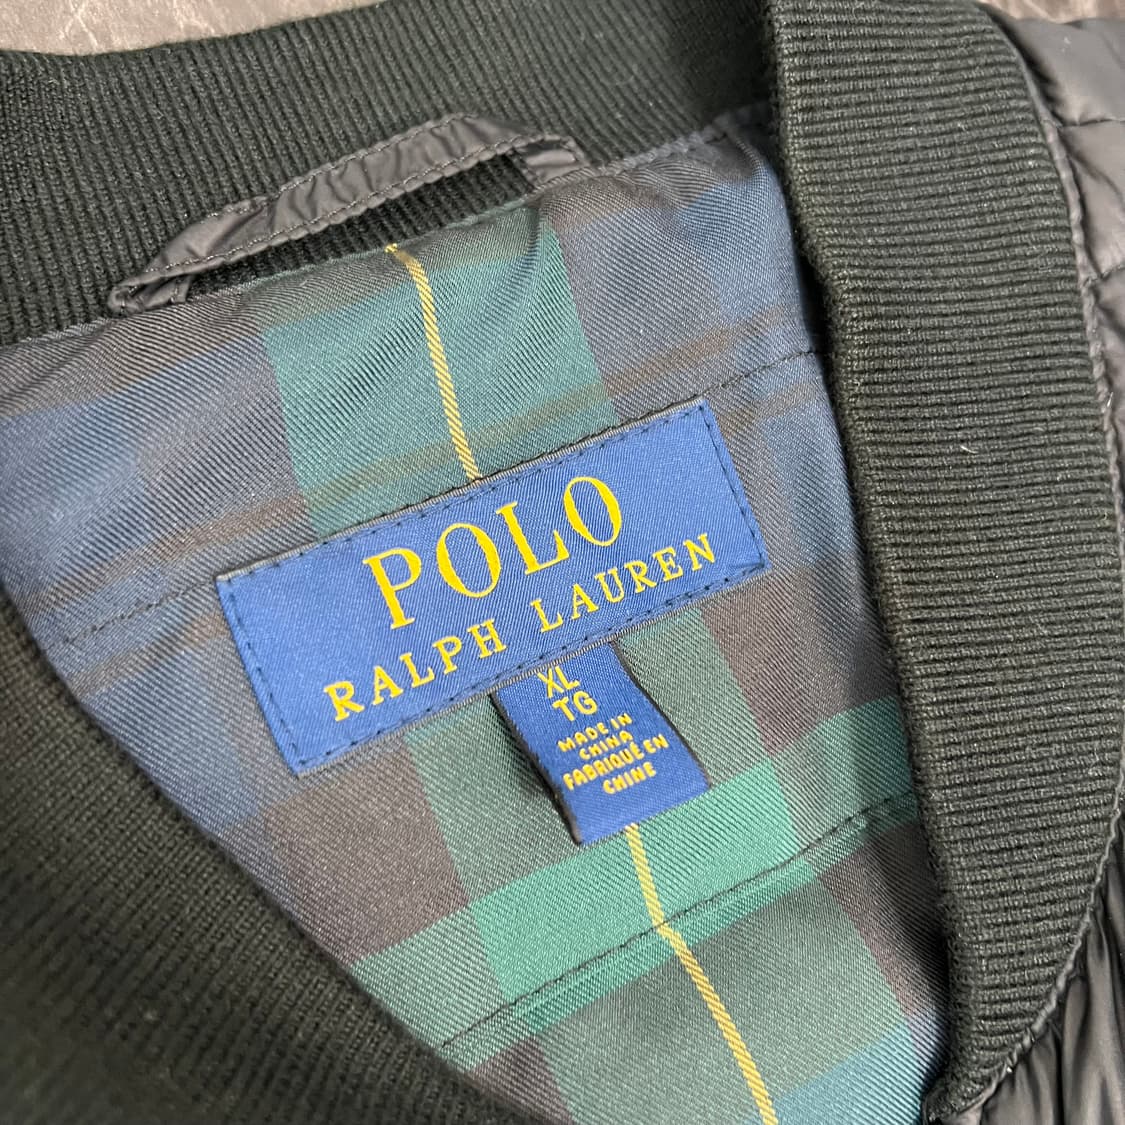 POLO
RALPH LAUREN
XL
TG
MADE IN
CHINA
FABRIQUÉ EN
CHINE